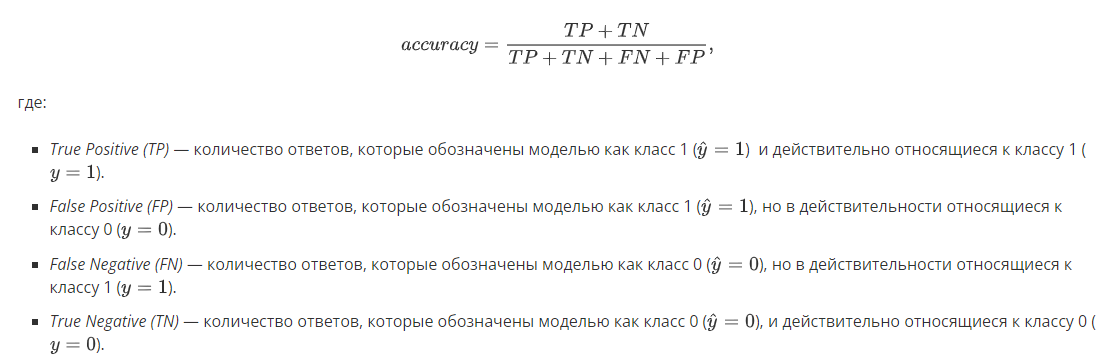 accuracy = \frac{TP + TN}{TP + TN + FN + FP},
где:
▪ True Positive (TP) — количество ответов, которые обозначены моделью как класс 1 (ŷ = 1) и действительно относящиеся к классу 1 (
y = 1).
▪ False Positive (FP) — количество ответов, которые обозначены моделью как класс 1 (ŷ = 1), но в действительности относящиеся к
классу 0 (y = 0).
▪ False Negative (FN) — количество ответов, которые обозначены моделью как класс 0 (ŷ = 0), но в действительности относящиеся к
классу 1 (y = 1).
▪ True Negative (TN) — количество ответов, которые обозначены моделью как класс 0 (ŷ = 0), и действительно относящиеся к классу 0 (
y = 0).